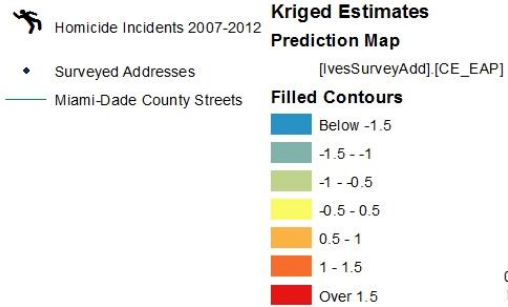 Homicide Incidents 2007-2012
Surveyed Addresses
Miami-Dade County Streets
Kriged Estimates
Prediction Map
[IvesSurveyAdd].[CE_EAP]
Filled Contours
Below -1.5
-1.5 - -1
-1 - -0.5
-0.5 - 0.5
0.5 - 1
1 - 1.5
Over 1.5